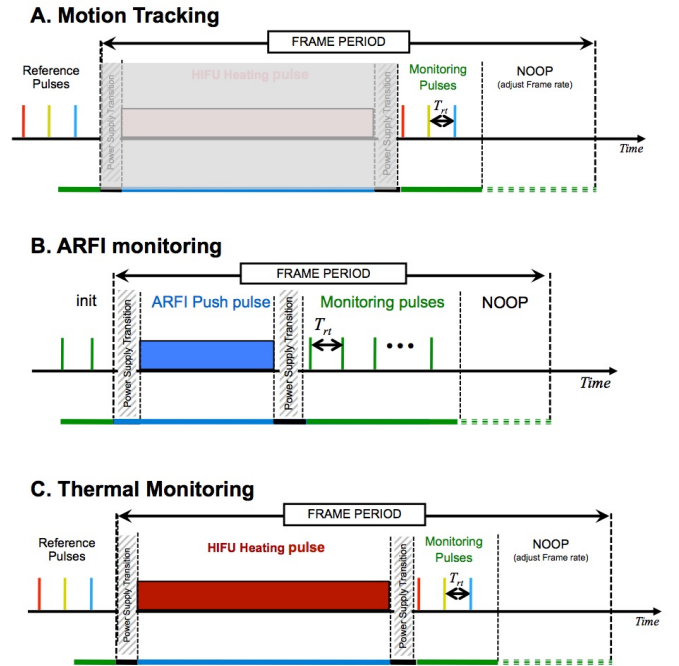 A. Motion Tracking
FRAME PERIOD
Reference
Pulses
Power Supply Transition
HIFU Heating pulse
Power Supply Transition
Monitoring
Pulses
Trt
NOOP
(adjust Frame rate)
Time
B. ARFI monitoring
FRAME PERIOD
init
Power Supply Transition
ARFI Push pulse
Power Supply Transition
Monitoring pulses
Trt
NOOP
Time
C. Thermal Monitoring
FRAME PERIOD
Reference
Pulses
Power Supply Transition
HIFU Heating pulse
Power Supply Transition
Monitoring
Pulses
Trt
NOOP
(adjust Frame rate)
Time